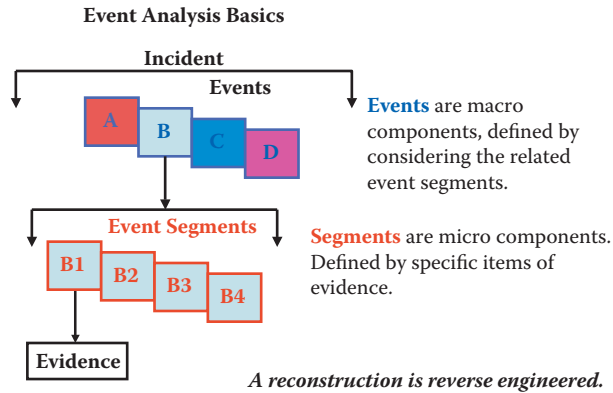 Event Analysis Basics
Incident
Events
A
B
C
D
Events are macro
components, defined by
considering the related
event segments.
Event Segments
B1
B2
B3
B4
Segments are micro components.
Defined by specific items of
evidence.
Evidence
A reconstruction is reverse engineered.